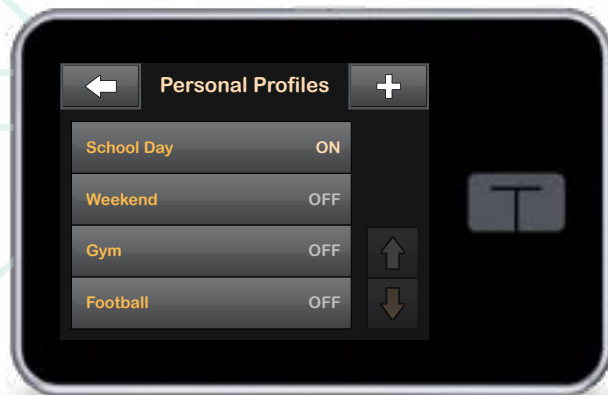 Personal Profiles
School Day ON
Weekend OFF
Gym OFF
Football OFF